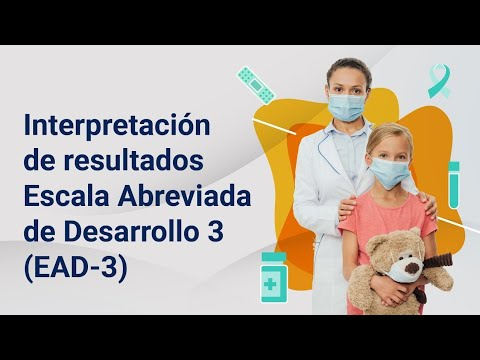 Interpretación
de resultados
Escala Abreviada
de Desarrollo 3
(EAD-3)